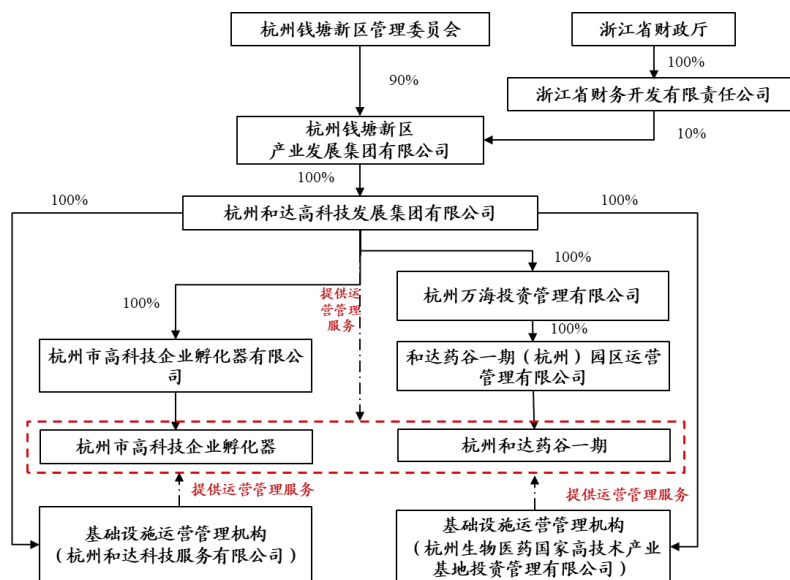 杭州钱塘新区管理委员会
浙江省财政厅
100%
90%
浙江省财务开发有限责任公司
杭州钱塘新区
产业发展集团有限公司
10%
100%
100%
杭州和达高科技发展集团有限公司
100%
100%
提供运
营管理
服务
杭州万海投资管理有限公司
100%
100%
杭州市高科技企业孵化器有限公
司
和达药谷一期（杭州）园区运营
管理有限公司
杭州市高科技企业孵化器
杭州和达药谷一期
提供运营管理服务
提供运营管理服务
基础设施运营管理机构
（杭州和达科技服务有限公司）
基础设施运营管理机构
（杭州生物医药国家高技术产业
基地投资管理有限公司）